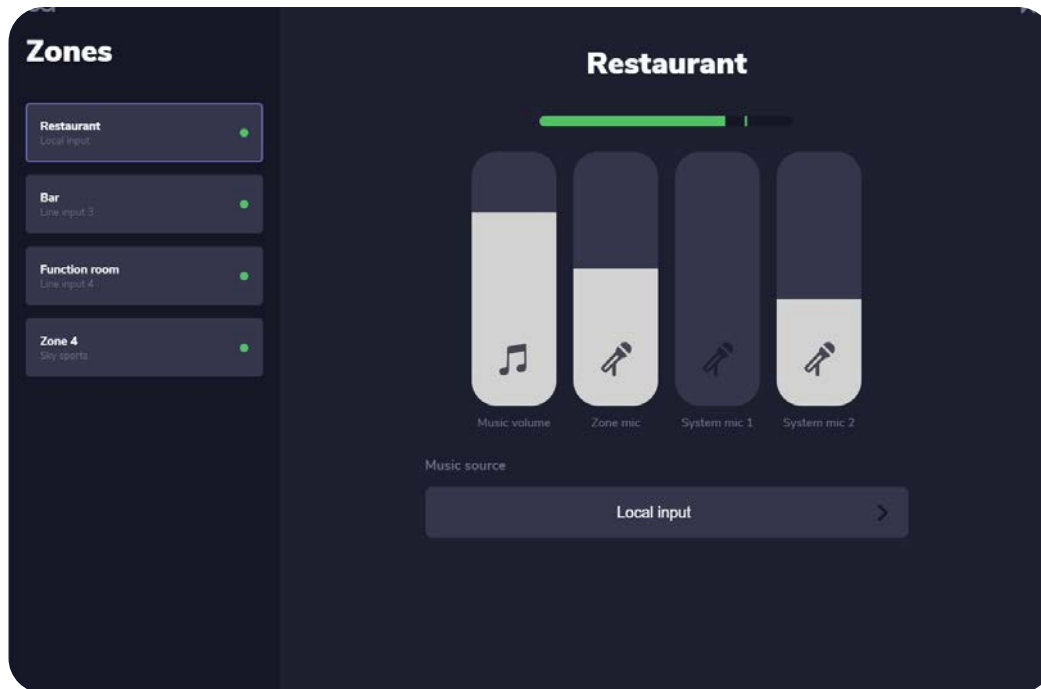 Zones
Restaurant
Local input
Bar
Line input 3
Function room
Line input 4
Zone 4
Sky sports
Restaurant
Music volume
Zone mic
System mic 1
System mic 2
Music source
Local input